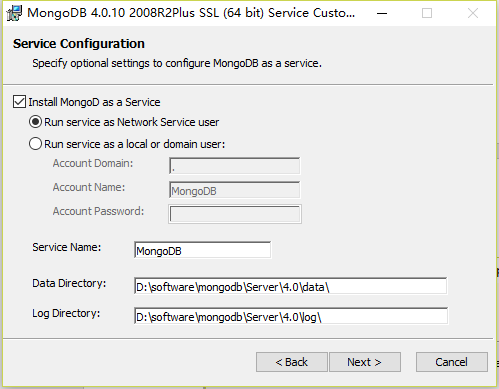 MongoDB 4.0.10 2008R2Plus SSL (64 bit) Service Custo...
Service Configuration
Specify optional settings to configure MongoDB as a service.
Install MongoD as a Service
Run service as Network Service user
Run service as a local or domain user:
Account Domain: .
Account Name: MongoDB
Account Password:
Service Name: MongoDB
Data Directory: D:\software\mongodb\Server\4.0\data\
Log Directory: D:\software\mongodb\Server\4.0\log\
< Back Next > Cancel